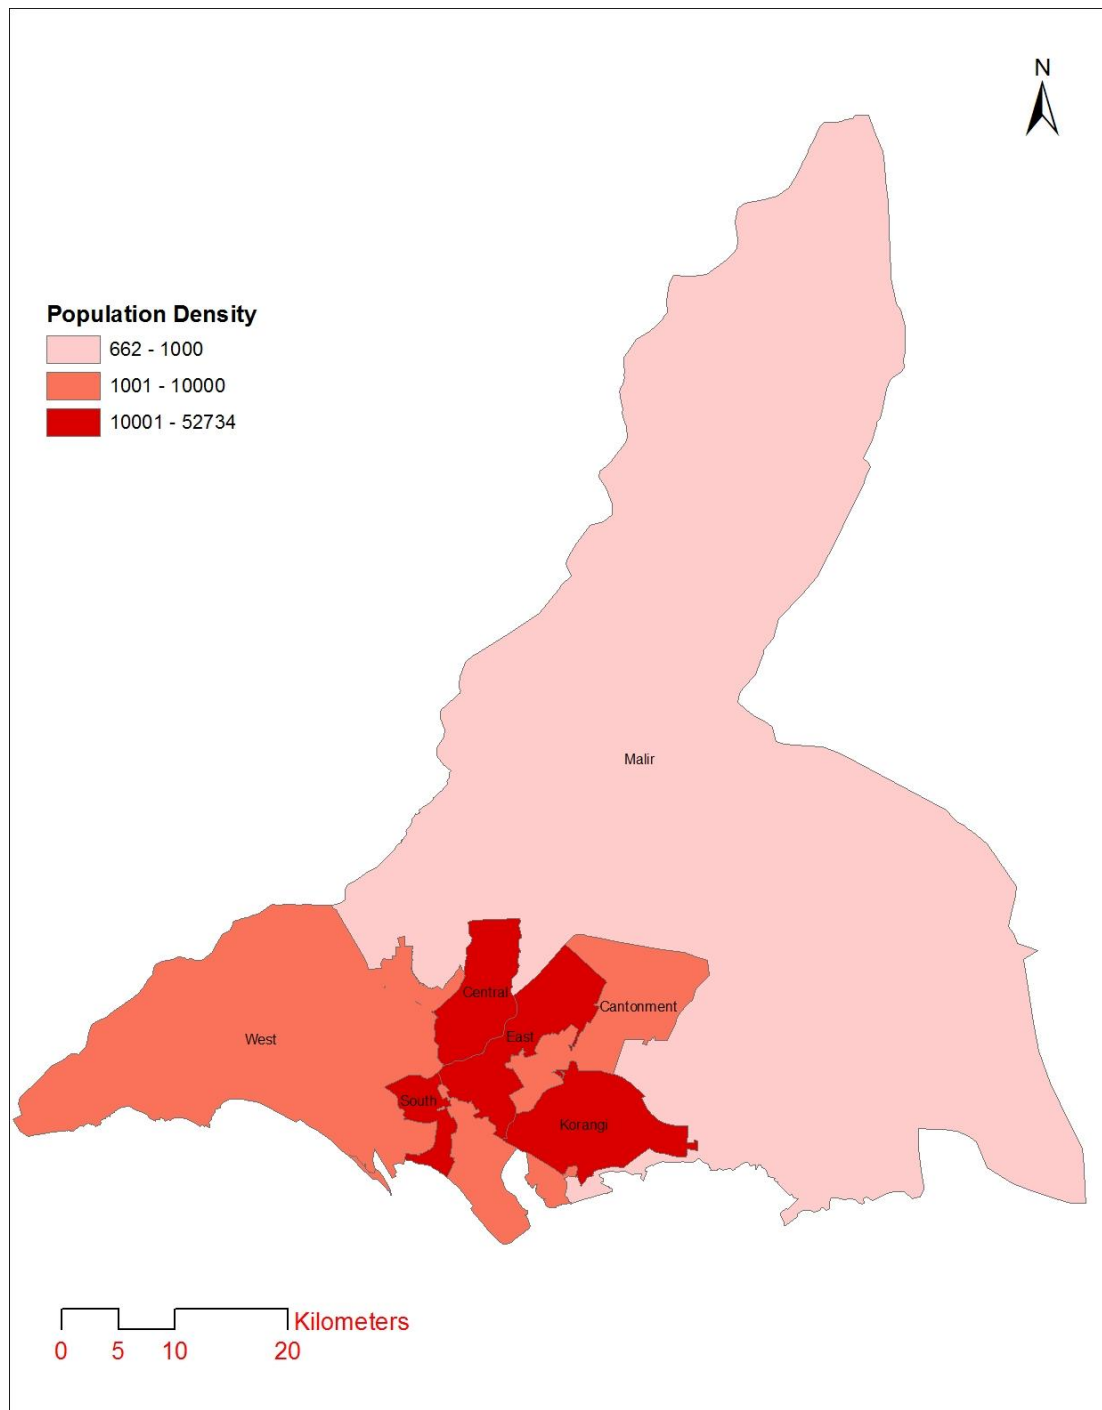 N
Population Density
662 - 1000
1001 - 10000
10001 - 52734
Malir
Central
Cantonment
East
West
South
Korangi
Kilometers
0 5 10 20